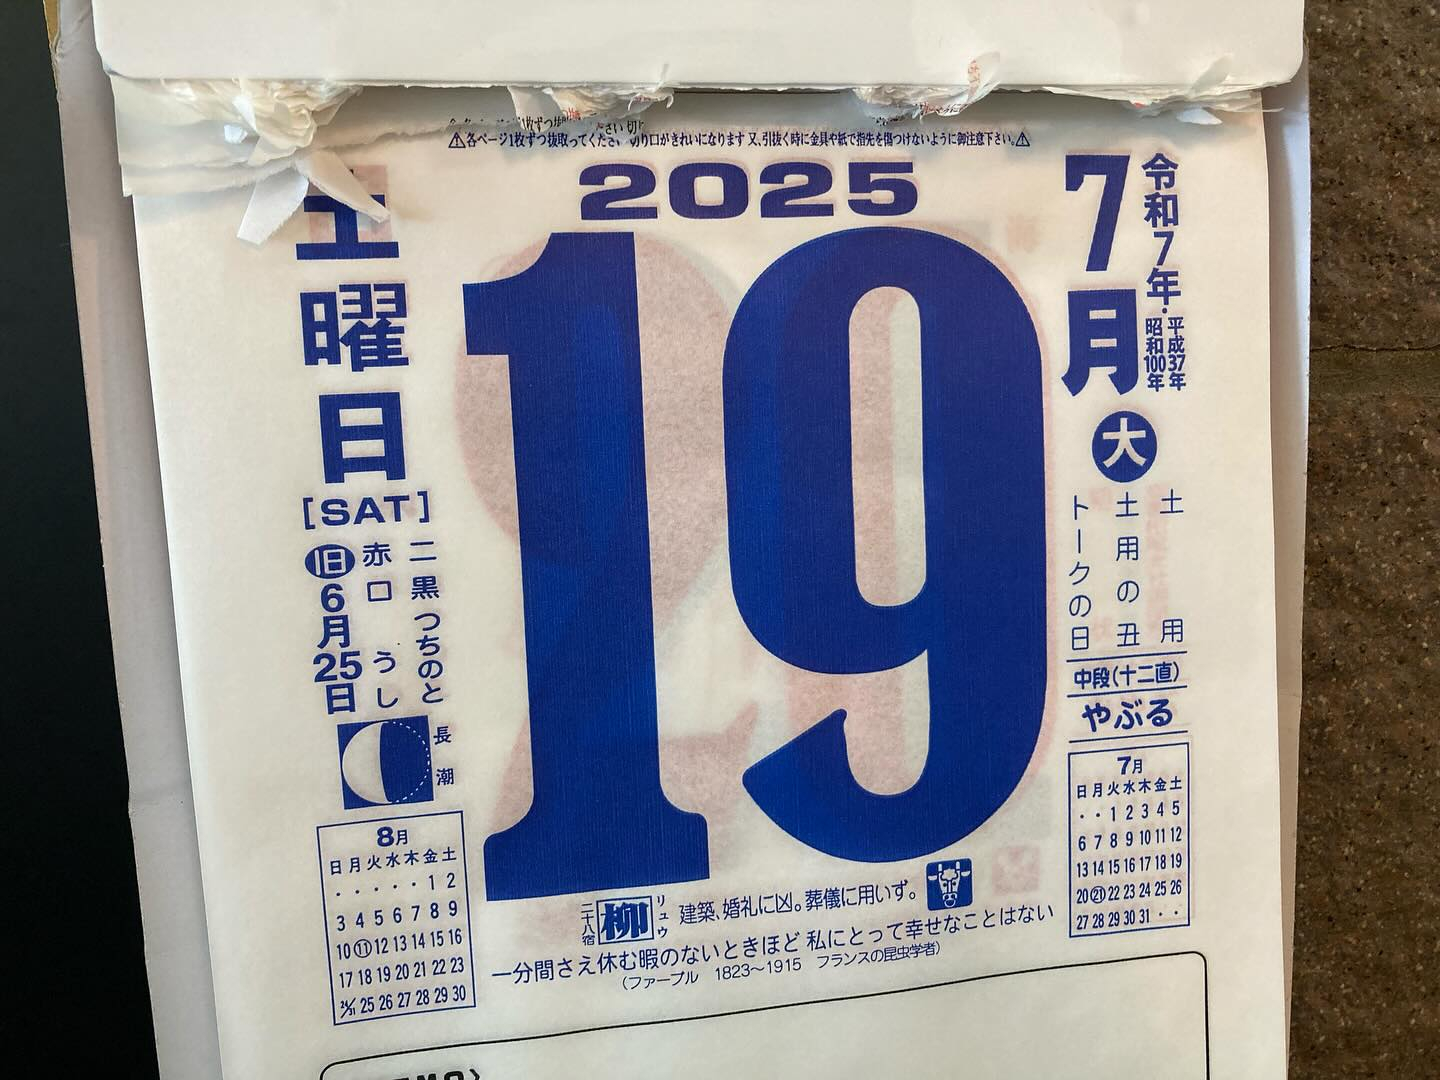 ⚠各ページ1枚ずつ抜取ってください 切り口がきれいになります 又、引抜く時に金具や紙で指先を傷つけないように御注意下さい。⚠
2025
7月
令和7年・
平成37年
昭和100年
大
土用
土用の丑
トークの日
中段(十二直)
やぶる
7月
日月火水木金土
・・1 2 3 4 5
6 7 8 9 10 11 12
13 14 15 16 17 18 19
20 21 22 23 24 25 26
27 28 29 30 31・・
19
土曜日
[SAT]
二黒 つちのと
赤口 うし
旧6月25日
長潮
8月
日月火水木金土
・・・・・1 2
3 4 5 6 7 8 9
10 11 12 13 14 15 16
17 18 19 20 21 22 23
24/31 25 26 27 28 29 30
二十八宿 柳 リュウ 建築、婚礼に凶。葬儀に用いず。
一分間さえ休む暇のないときほど 私にとって幸せなことはない
(ファーブル 1823〜1915 フランスの昆虫学者)